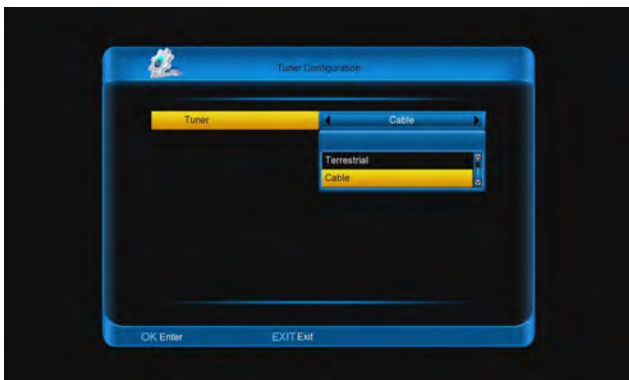 Tuner Configuration
Tuner Cable
Terrestrial
Cable
OK Enter EXIT Exit